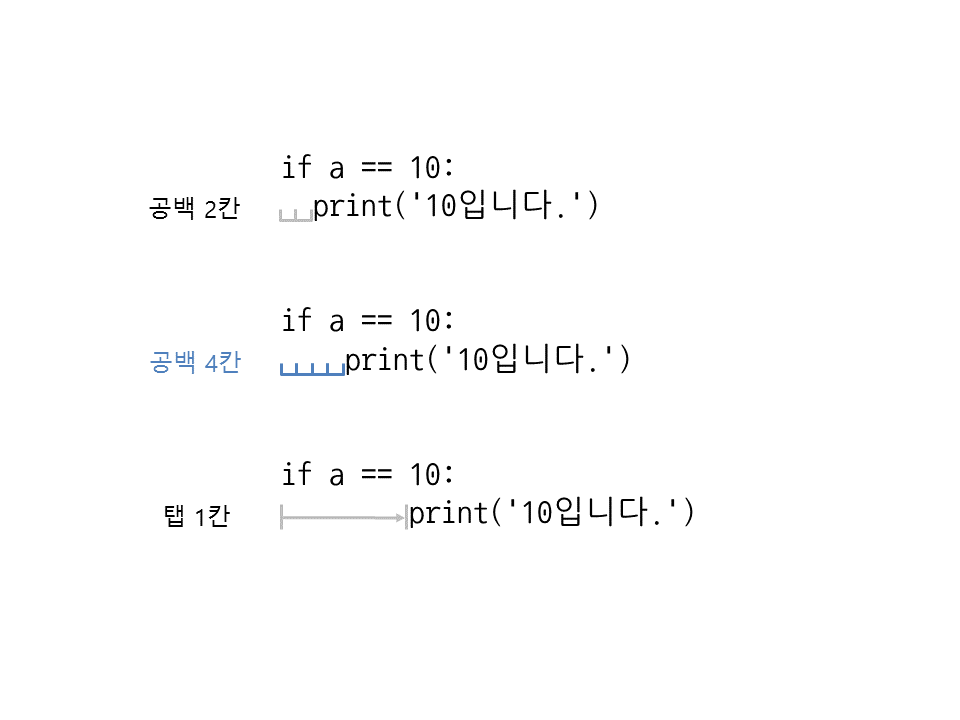 if a == 10:
공백 2칸 print('10입니다.')
if a == 10:
공백 4칸 print('10입니다.')
if a == 10:
탭 1칸 print('10입니다.')